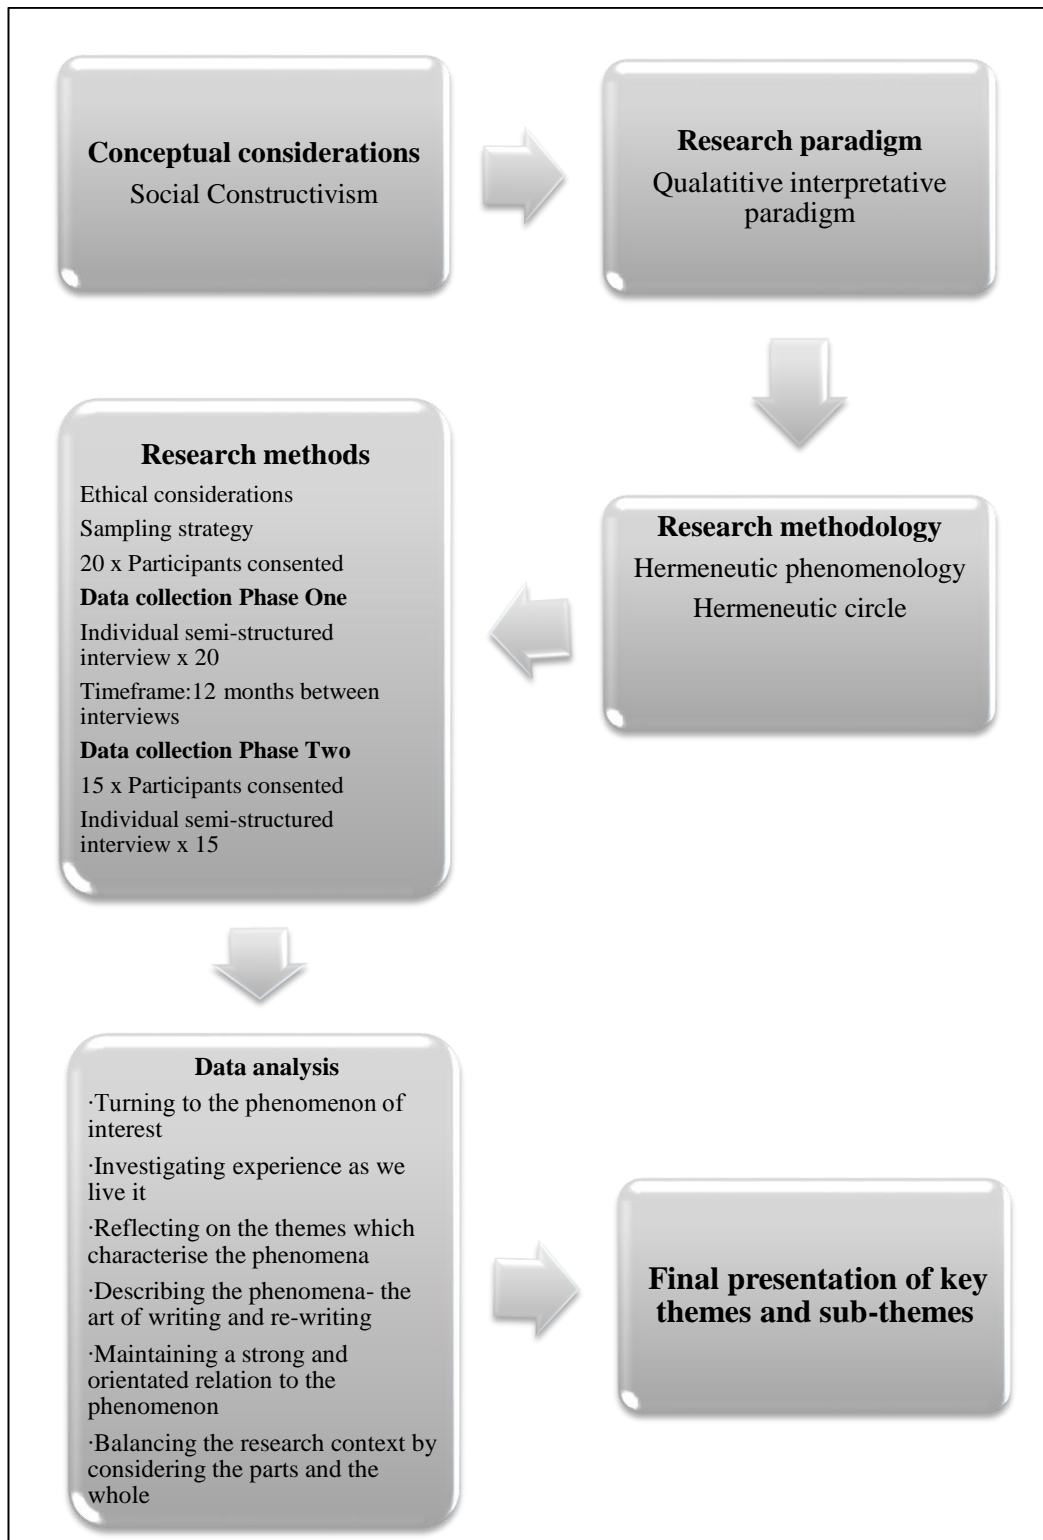 Conceptual considerations
Social Constructivism
Research paradigm
Qualatitive interpretative
paradigm
Research methodology
Hermeneutic phenomenology
Hermeneutic circle
Research methods
Ethical considerations
Sampling strategy
20 x Participants consented
Data collection Phase One
Individual semi-structured
interview x 20
Timeframe:12 months between
interviews
Data collection Phase Two
15 x Participants consented
Individual semi-structured
interview x 15
Data analysis
·Turning to the phenomenon of
interest
·Investigating experience as we
live it
·Reflecting on the themes which
characterise the phenomena
·Describing the phenomena- the
art of writing and re-writing
·Maintaining a strong and
orientated relation to the
phenomenon
·Balancing the research context by
considering the parts and the
whole
Final presentation of key
themes and sub-themes